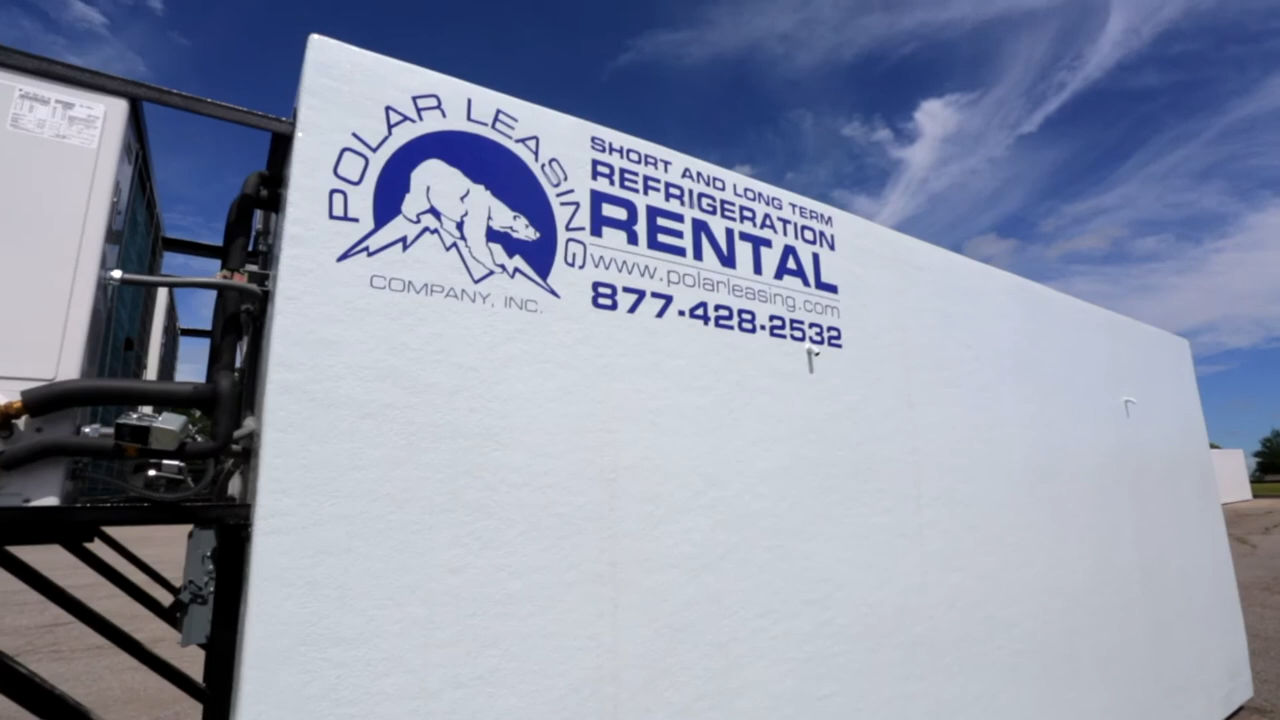 POLAR LEASING
COMPANY, INC.
SHORT AND LONG TERM
REFRIGERATION
RENTAL
www.polarleasing.com
877-428-2532